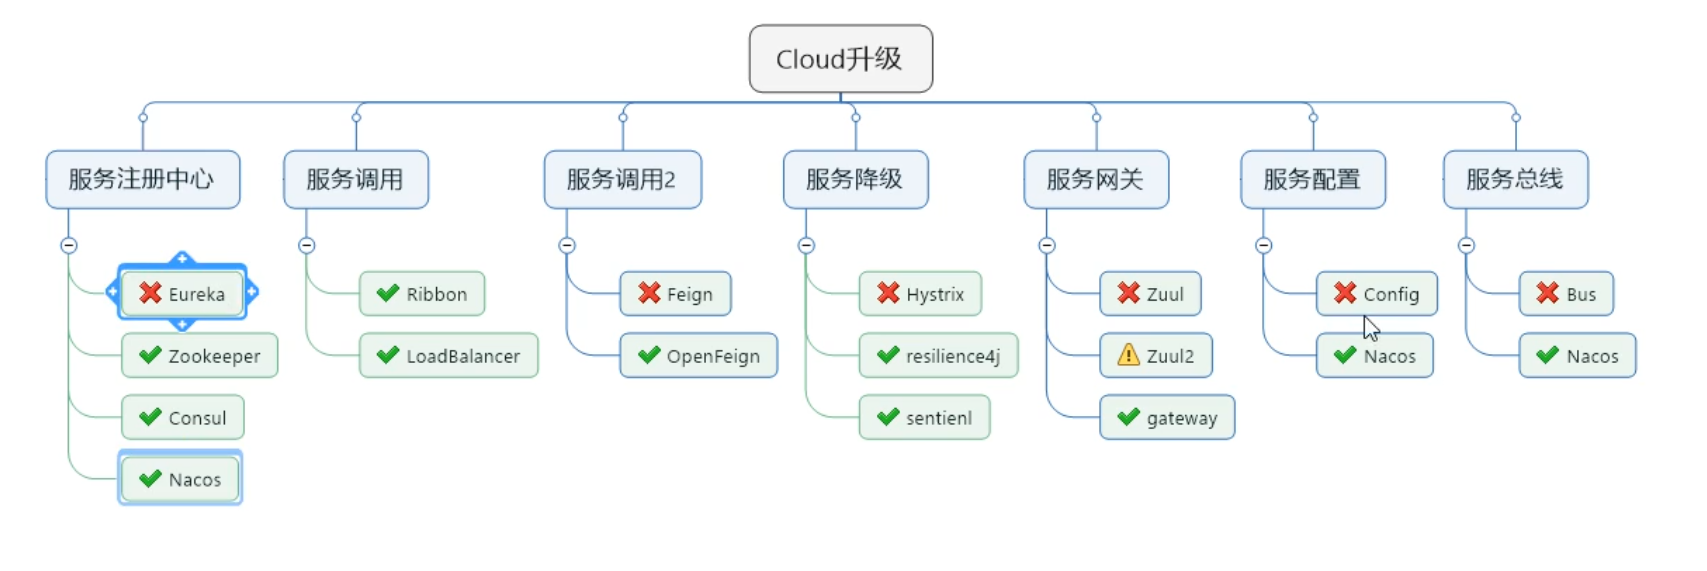 Cloud升级
服务注册中心
Eureka
Zookeeper
Consul
Nacos
服务调用
Ribbon
LoadBalancer
服务调用2
Feign
OpenFeign
服务降级
Hystrix
resilience4j
sentienl
服务网关
Zuul
Zuul2
gateway
服务配置
Config
Nacos
服务总线
Bus
Nacos